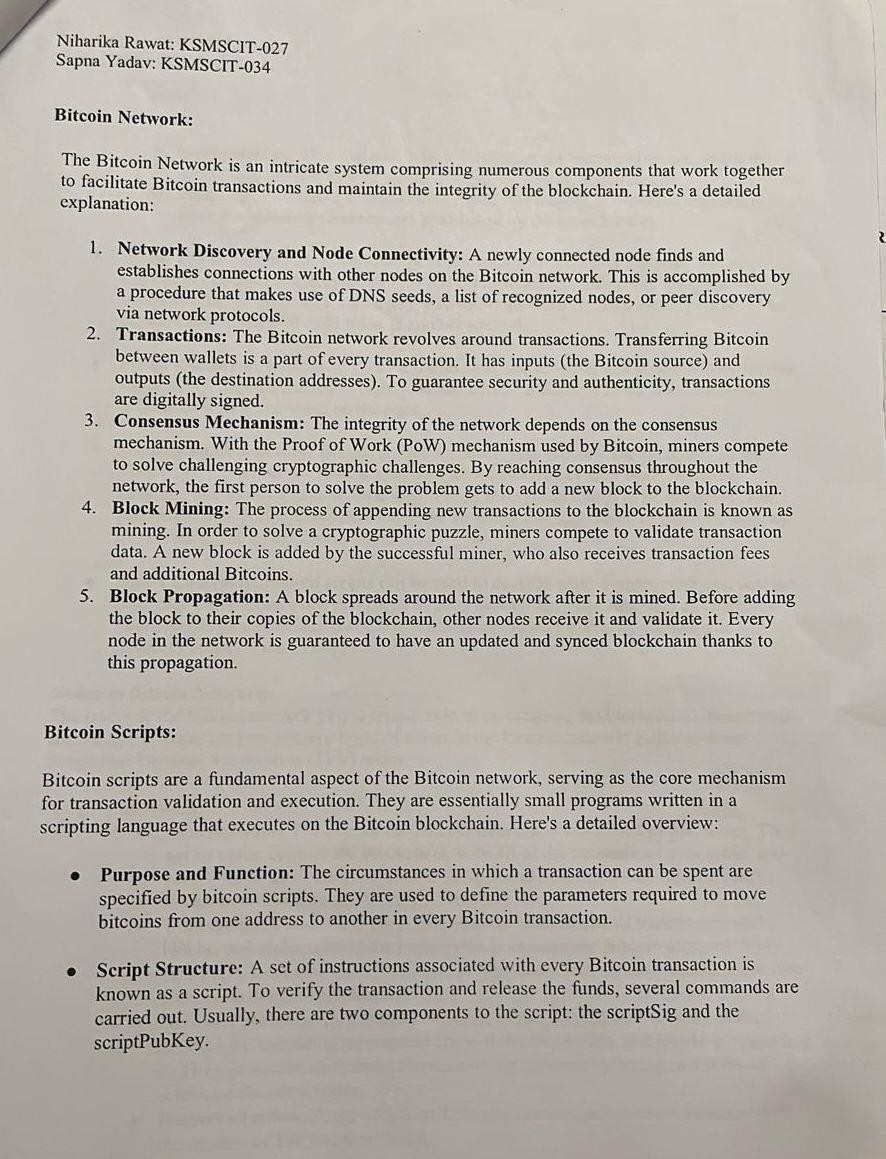 Niharika Rawat: KSMSCIT-027
Sapna Yadav: KSMSCIT-034
Bitcoin Network:
The Bitcoin Network is an intricate system comprising numerous components that work together
to facilitate Bitcoin transactions and maintain the integrity of the blockchain. Here's a detailed
explanation:
1. Network Discovery and Node Connectivity: A newly connected node finds and
establishes connections with other nodes on the Bitcoin network. This is accomplished by
a procedure that makes use of DNS seeds, a list of recognized nodes, or peer discovery
via network protocols.
2. Transactions: The Bitcoin network revolves around transactions. Transferring Bitcoin
between wallets is a part of every transaction. It has inputs (the Bitcoin source) and
outputs (the destination addresses). To guarantee security and authenticity, transactions
are digitally signed.
3. Consensus Mechanism: The integrity of the network depends on the consensus
mechanism. With the Proof of Work (PoW) mechanism used by Bitcoin, miners compete
to solve challenging cryptographic challenges. By reaching consensus throughout the
network, the first person to solve the problem gets to add a new block to the blockchain.
4. Block Mining: The process of appending new transactions to the blockchain is known as
mining. In order to solve a cryptographic puzzle, miners compete to validate transaction
data. A new block is added by the successful miner, who also receives transaction fees
and additional Bitcoins.
5. Block Propagation: A block spreads around the network after it is mined. Before adding
the block to their copies of the blockchain, other nodes receive it and validate it. Every
node in the network is guaranteed to have an updated and synced blockchain thanks to
this propagation.
Bitcoin Scripts:
Bitcoin scripts are a fundamental aspect of the Bitcoin network, serving as the core mechanism
for transaction validation and execution. They are essentially small programs written in a
scripting language that executes on the Bitcoin blockchain. Here's a detailed overview:
● Purpose and Function: The circumstances in which a transaction can be spent are
specified by bitcoin scripts. They are used to define the parameters required to move
bitcoins from one address to another in every Bitcoin transaction.
● Script Structure: A set of instructions associated with every Bitcoin transaction is
known as a script. To verify the transaction and release the funds, several commands are
carried out. Usually, there are two components to the script: the scriptSig and the
scriptPubKey.